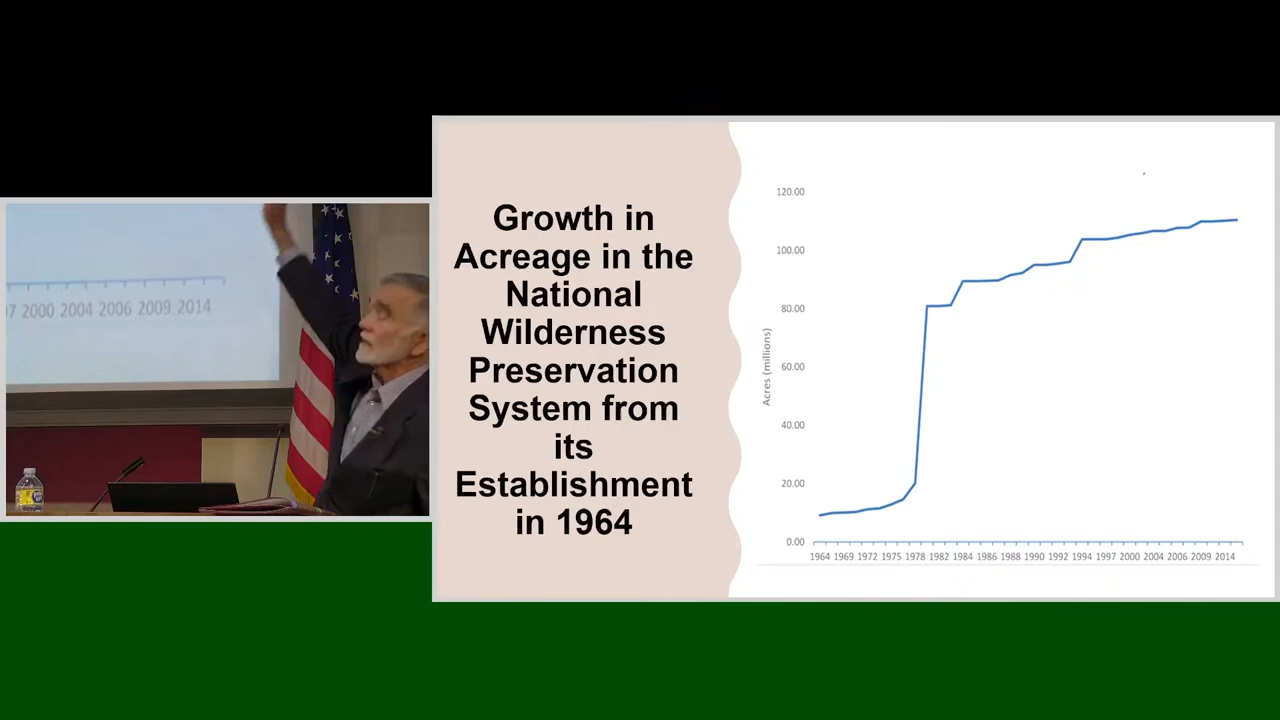 7 2000 2004 2006 2009 2014
Growth in
Acreage in the
National
Wilderness
Preservation
System from
its
Establishment
in 1964
120.00
100.00
80.00
60.00
40.00
20.00
0.00
Acres (millions)
1964 1969 1972 1975 1978 1982 1984 1986 1988 1990 1992 1994 1997 2000 2004 2006 2009 2014